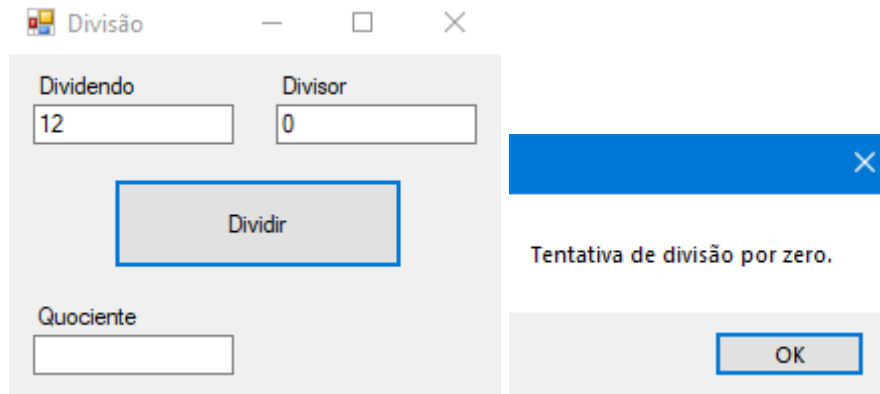 Divisão
Dividendo Divisor
12 0
Dividir
Quociente
Tentativa de divisão por zero.
OK